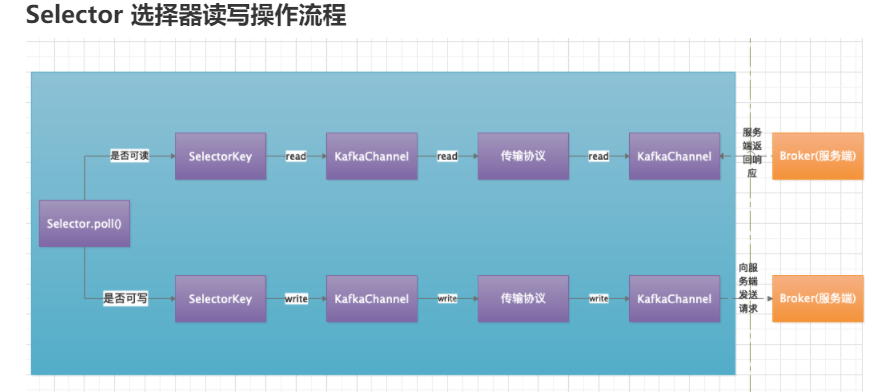 Selector 选择器读写操作流程
是否可读
SelectorKey
read
KafkaChannel
read
传输协议
read
KafkaChannel
服务
端返
回响
应
Broker(服务端)
Selector.poll()
是否可写
SelectorKey
write
KafkaChannel
write
传输协议
write
KafkaChannel
向服
务端
发送
请求
Broker(服务端)